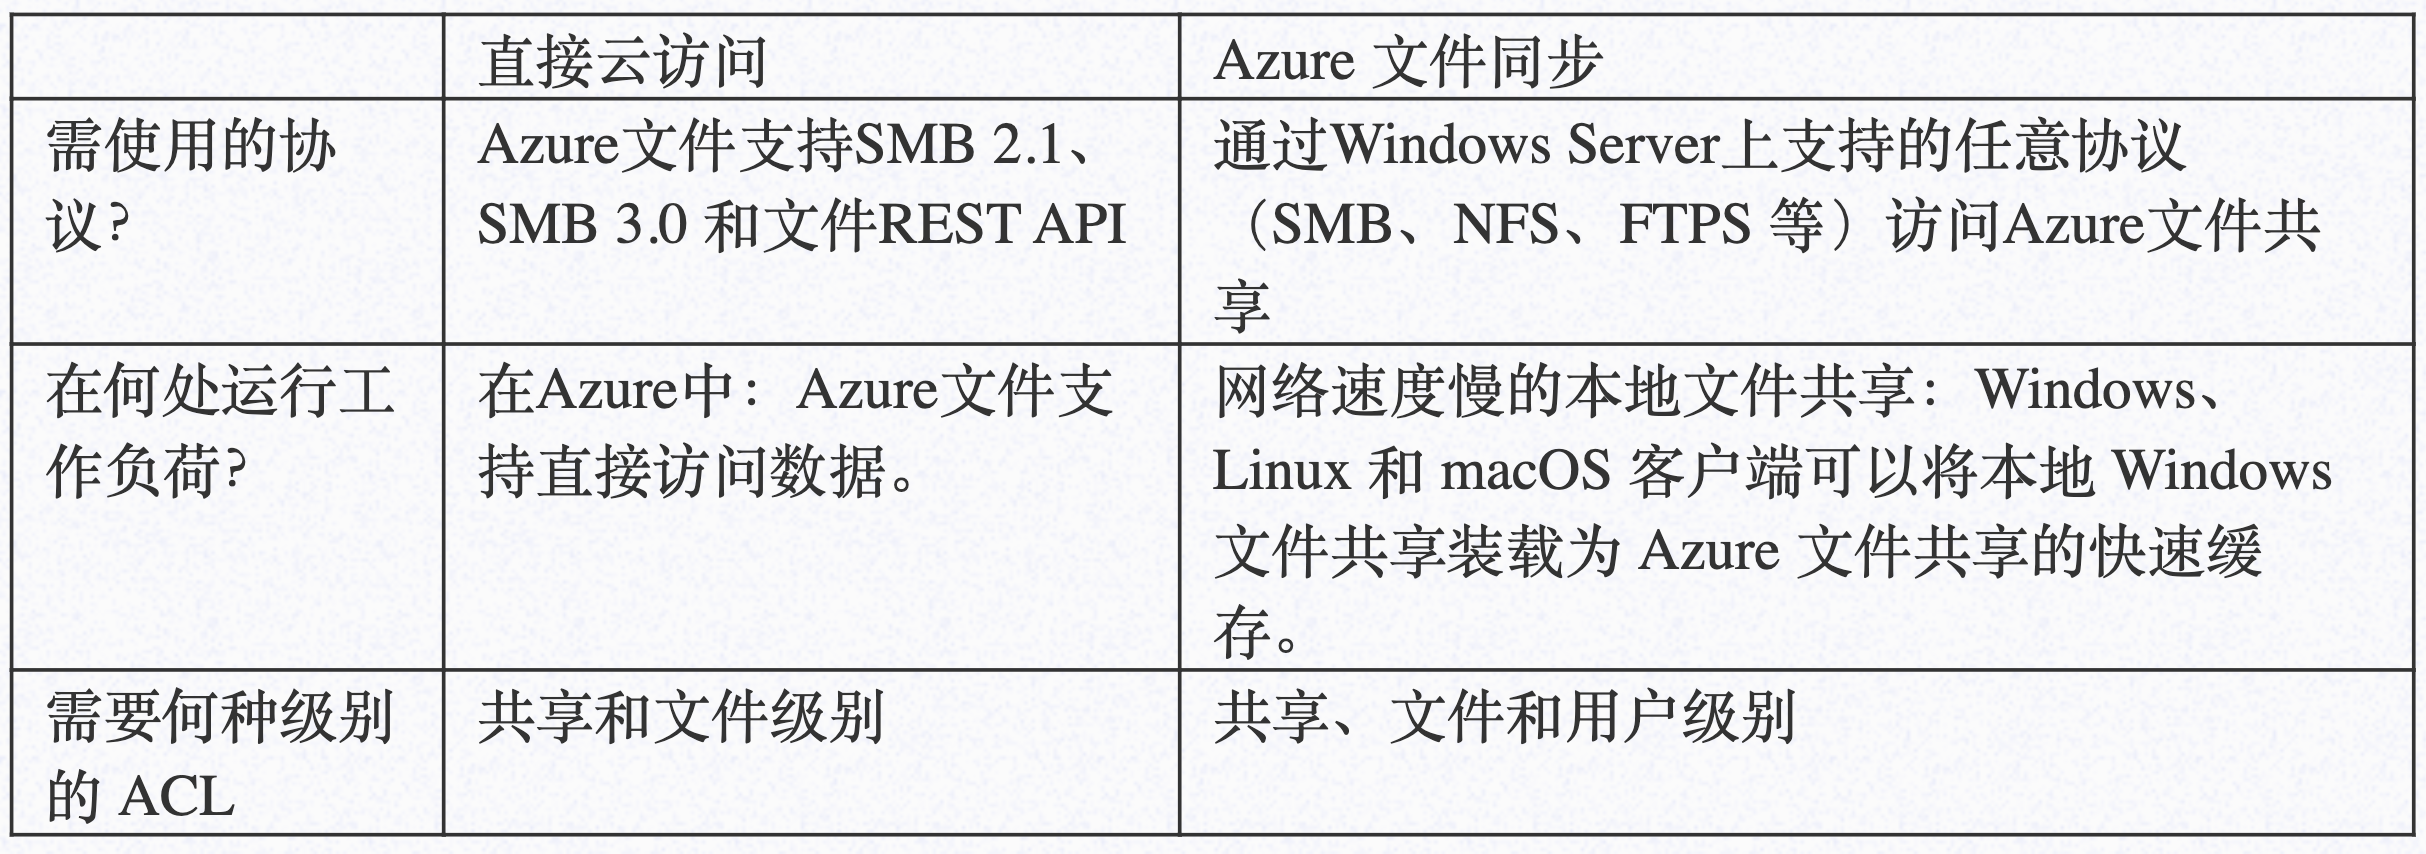 直接云访问
Azure 文件同步
需使用的协
议？
Azure文件支持SMB 2.1、
SMB 3.0 和文件REST API
通过Windows Server上支持的任意协议
（SMB、NFS、FTPS 等）访问Azure文件共
享
在何处运行工
作负荷？
在Azure中：Azure文件支
持直接访问数据。
网络速度慢的本地文件共享：Windows、
Linux 和 macOS 客户端可以将本地 Windows
文件共享装载为 Azure 文件共享的快速缓
存。
需要何种级别
的 ACL
共享和文件级别
共享、文件和用户级别